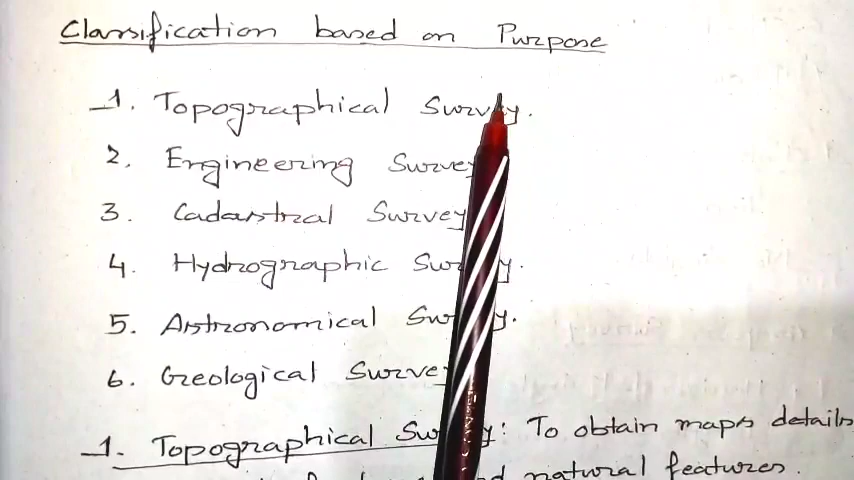 Classification based on Purpose
1. Topographical Survey.
2. Engineering Survey
3. Cadastral Survey
4. Hydrographic Survey.
5. Astronomical Survey.
6. Geological Survey
1. Topographical Survey: To obtain maps details
natural features.